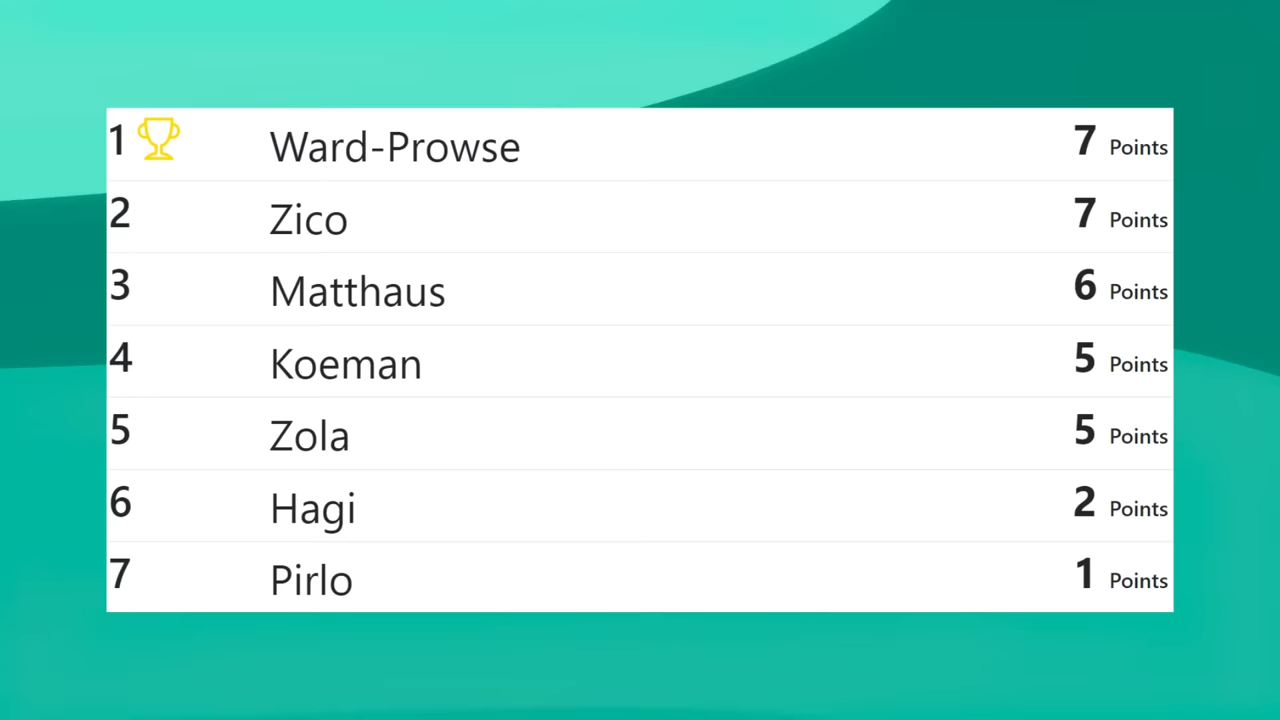 1 Ward-Prowse 7 Points
2 Zico 7 Points
3 Matthaus 6 Points
4 Koeman 5 Points
5 Zola 5 Points
6 Hagi 2 Points
7 Pirlo 1 Points